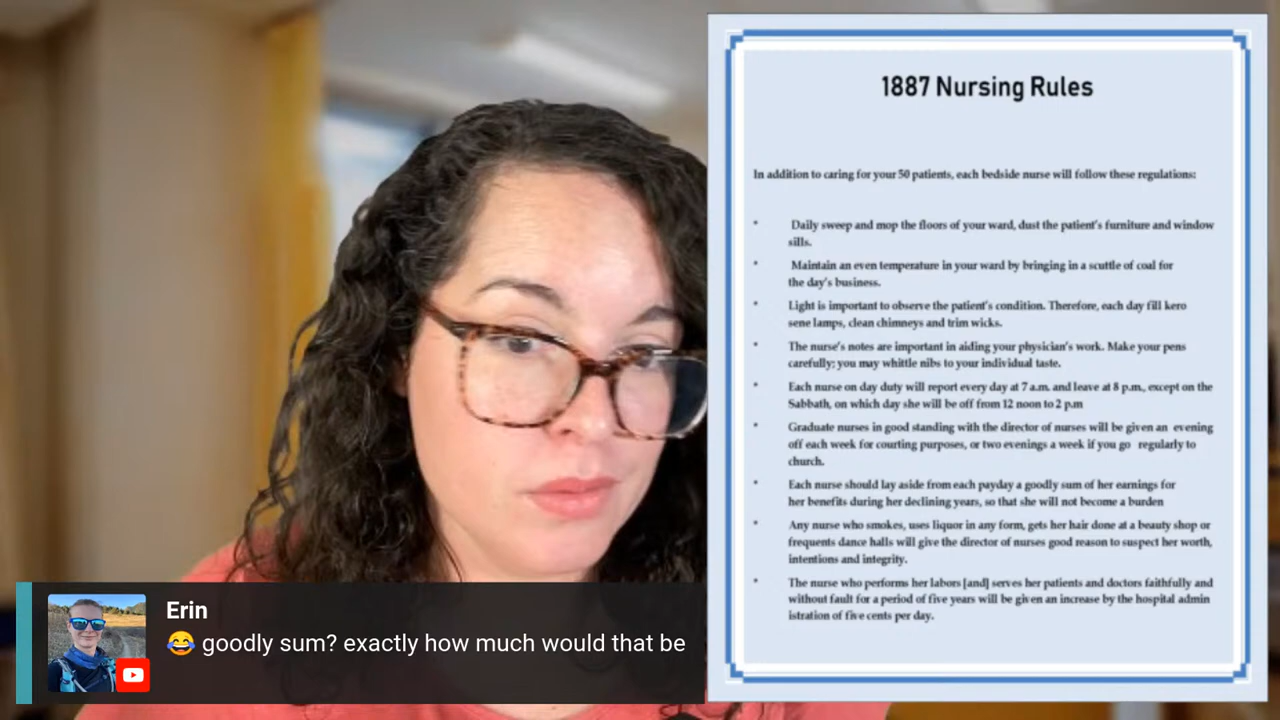 1887 Nursing Rules
In addition to caring for your 50 patients, each bedside nurse will follow these regulations:
* Daily sweep and mop the floors of your ward, dust the patient's furniture and window
sills.
* Maintain an even temperature in your ward by bringing in a scuttle of coal for
the day's business.
* Light is important to observe the patient's condition. Therefore, each day fill kero
sene lamps, clean chimneys and trim wicks.
* The nurse's notes are important in aiding your physician's work. Make your pens
carefully; you may whittle nibs to your individual taste.
* Each nurse on day duty will report every day at 7 a.m. and leave at 8 p.m., except on the
Sabbath, on which day she will be off from 12 noon to 2 p.m
* Graduate nurses in good standing with the director of nurses will be given an evening
off each week for courting purposes, or two evenings a week if you go regularly to
church.
* Each nurse should lay aside from each payday a goodly sum of her earnings for
her benefits during her declining years, so that she will not become a burden
* Any nurse who smokes, uses liquor in any form, gets her hair done at a beauty shop or
frequents dance halls will give the director of nurses good reason to suspect her worth,
intentions and integrity.
* The nurse who performs her labors [and] serves her patients and doctors faithfully and
without fault for a period of five years will be given an increase by the hospital admin
istration of five cents per day.
Erin
😂 goodly sum? exactly how much would that be